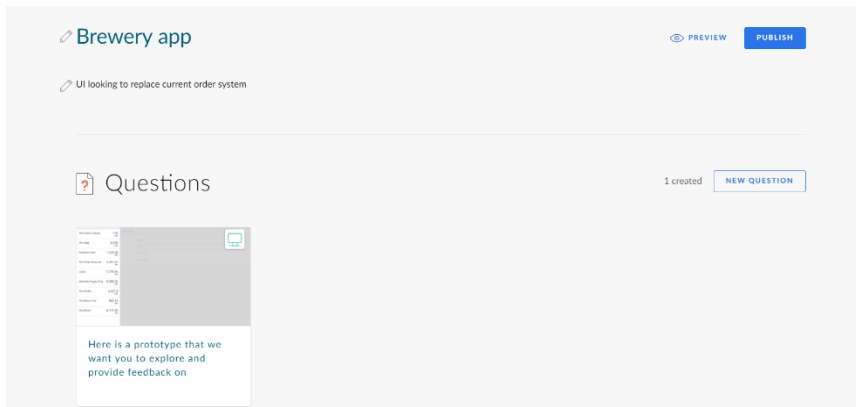 Brewery app
PREVIEW
PUBLISH
UI looking to replace current order system
?
Questions
1 created
NEW QUESTION
Here is a prototype that we
want you to explore and
provide feedback on